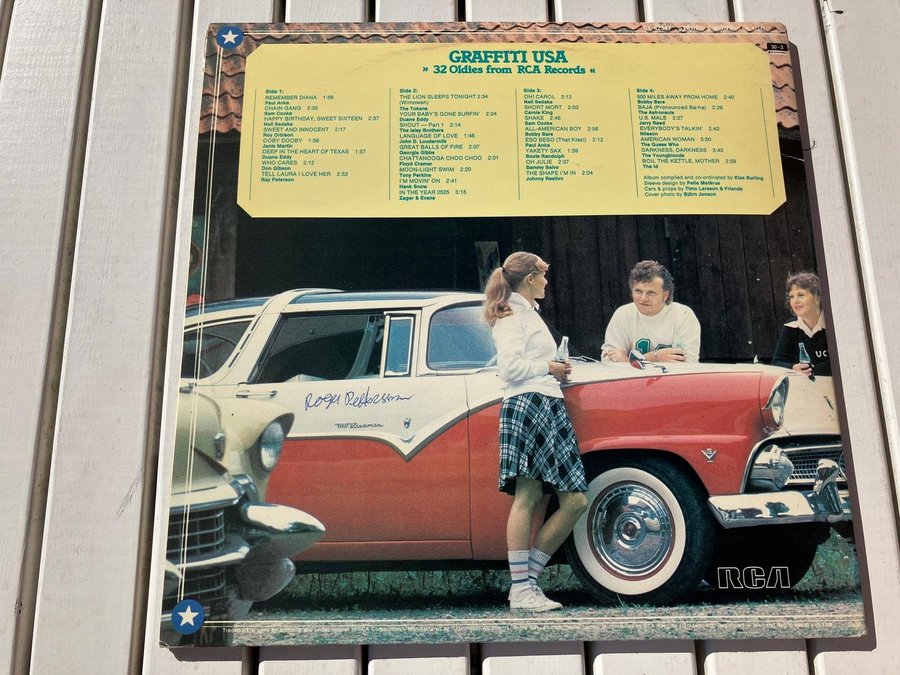 30-2
GRAFFITI USA
» 32 Oldies from RCA Records «
Side 1:
REMEMBER DIANA 1:58
Paul Anka
CHAIN GANG 2:35
Sam Cooke
HAPPY BIRTHDAY, SWEET SIXTEEN 2:37
Neil Sedaka
SWEET AND INNOCENT 2:17
Roy Orbison
OOBY DOOBY 1:56
Janis Martin
DEEP IN THE HEART OF TEXAS 1:57
Duane Eddy
WHO CARES 2:12
Don Gibson
TELL LAURA I LOVE HER 2:53
Ray Peterson
Side 2:
THE LION SLEEPS TONIGHT 2:34
(Wimoweh)
The Tokens
YOUR BABY'S GONE SURFIN' 2:24
Duane Eddy
SHOUT — Part 1 2:14
The Isley Brothers
LANGUAGE OF LOVE 1:46
John D. Loudermilk
GREAT BALLS OF FIRE 2:07
Georgia Gibbs
CHATTANOOGA CHOO CHOO 2:01
Floyd Cramer
MOON-LIGHT SWIM 2:20
Tony Perkins
I'M MOVIN' ON 2:41
Hank Snow
IN THE YEAR 2525 3:15
Zager & Evans
Side 3:
OH! CAROL 2:12
Neil Sedaka
SHORT MORT 2:03
Carole King
SHAKE 2:46
Sam Cooke
ALL-AMERICAN BOY 2:58
Bobby Bare
ESO BESO (That Kiss!) 2:12
Paul Anka
YAKETY SAX 1:59
Boots Randolph
OH JULIE 2:37
Sammy Salvo
THE SHAPE I'M IN 2:04
Johnny Restivo
Side 4:
500 MILES AWAY FROM HOME 2:40
Bobby Bare
BAJA (Pronounced Ba-ha) 2:29
The Astronauts
U.S. MALE 2:37
Jerry Reed
EVERYBODY'S TALKIN' 2:42
Nilsson
AMERICAN WOMAN 3:50
The Guess Who
DARKNESS, DARKNESS 3:43
The Youngbloods
BOIL THE KETTLE, MOTHER 2:58
The Id
Album compiled and co-ordinated by Klas Burling
Sleeve design by Pelle Metérus
Cars & props by Timo Larsson & Friends
Cover photo by Björn Jonson
UC
Roger Pettersson
RCA